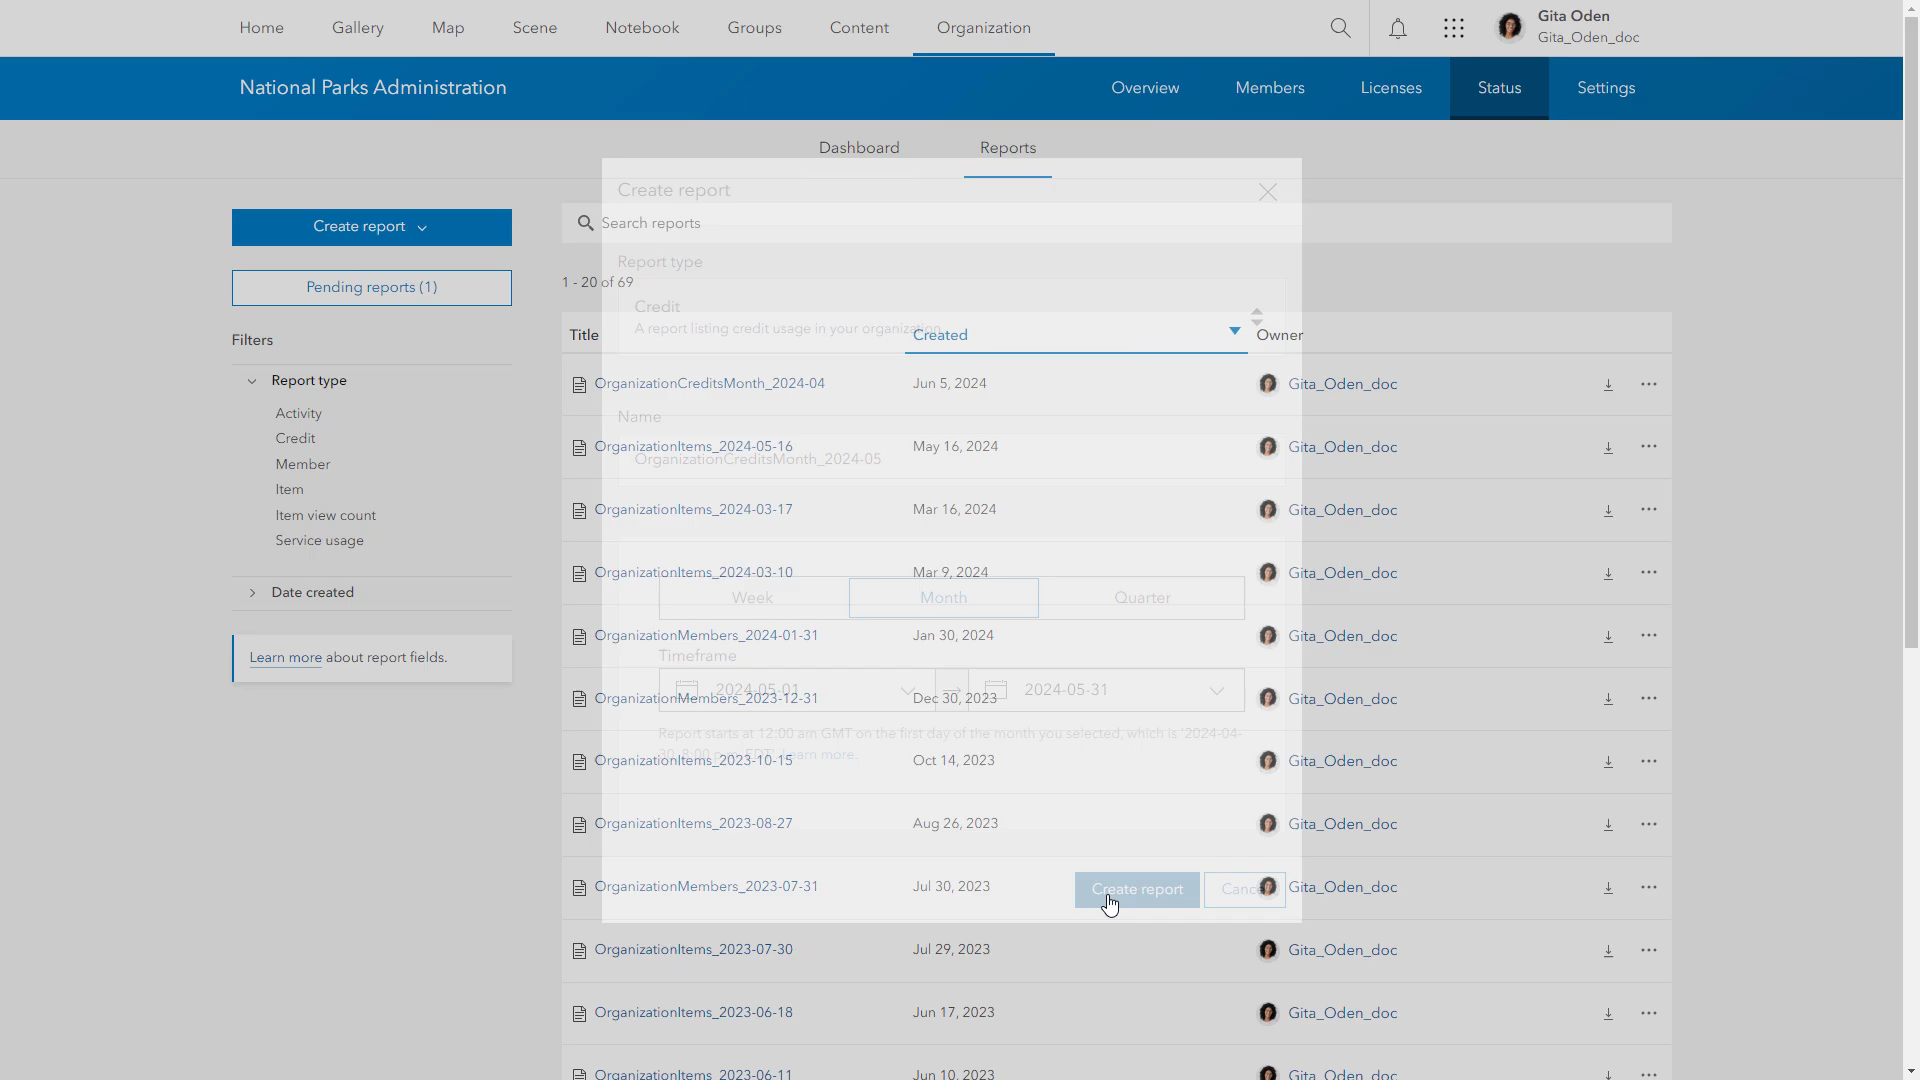 Home Gallery Map Scene Notebook Groups Content Organization
Gita Oden
Gita_Oden_doc
National Parks Administration
Overview Members Licenses Status Settings
Dashboard Reports
Create report
Pending reports (1)
Filters
Report type
Activity
Credit
Member
Item
Item view count
Service usage
Date created
Learn more about report fields.
Search reports
1 - 20 of 69
Title Created Owner
OrganizationCreditsMonth_2024-04 Jun 5, 2024 Gita_Oden_doc
OrganizationItems_2024-05-16 May 16, 2024 Gita_Oden_doc
OrganizationItems_2024-03-17 Mar 16, 2024 Gita_Oden_doc
OrganizationItems_2024-03-10 Mar 9, 2024 Gita_Oden_doc
OrganizationMembers_2024-01-31 Jan 30, 2024 Gita_Oden_doc
OrganizationMembers_2023-12-31 Dec 30, 2023 Gita_Oden_doc
OrganizationItems_2023-10-15 Oct 14, 2023 Gita_Oden_doc
OrganizationItems_2023-08-27 Aug 26, 2023 Gita_Oden_doc
OrganizationMembers_2023-07-31 Jul 30, 2023 Gita_Oden_doc
OrganizationItems_2023-07-30 Jul 29, 2023 Gita_Oden_doc
OrganizationItems_2023-06-18 Jun 17, 2023 Gita_Oden_doc
OrganizationItems_2023-06-11 Jun 10, 2023 Gita_Oden_doc
Create report
Report type
Credit
A report listing credit usage in your organization
Name
OrganizationCreditsMonth_2024-05
Week Month Quarter
Timeframe
2024-05-01 2024-05-31
Report starts at 12:00 am GMT on the first day of the month you selected, which is '2024-04-
30, 8:00 p.m. EDT'. Learn more.
Create report Cancel